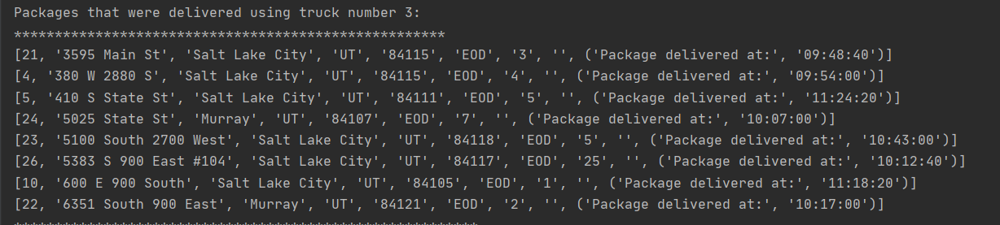 Packages that were delivered using truck number 3:
*****************************************************
[21, '3595 Main St', 'Salt Lake City', 'UT', '84115', 'EOD', '3', '', ('Package delivered at:', '09:48:40')]
[4, '380 W 2880 S', 'Salt Lake City', 'UT', '84115', 'EOD', '4', '', ('Package delivered at:', '09:54:00')]
[5, '410 S State St', 'Salt Lake City', 'UT', '84111', 'EOD', '5', '', ('Package delivered at:', '11:24:20')]
[24, '5025 State St', 'Murray', 'UT', '84107', 'EOD', '7', '', ('Package delivered at:', '10:07:00')]
[23, '5100 South 2700 West', 'Salt Lake City', 'UT', '84118', 'EOD', '5', '', ('Package delivered at:', '10:43:00')]
[26, '5383 S 900 East #104', 'Salt Lake City', 'UT', '84117', 'EOD', '25', '', ('Package delivered at:', '10:12:40')]
[10, '600 E 900 South', 'Salt Lake City', 'UT', '84105', 'EOD', '1', '', ('Package delivered at:', '11:18:20')]
[22, '6351 South 900 East', 'Murray', 'UT', '84121', 'EOD', '2', '', ('Package delivered at:', '10:17:00')]
*********************************************************